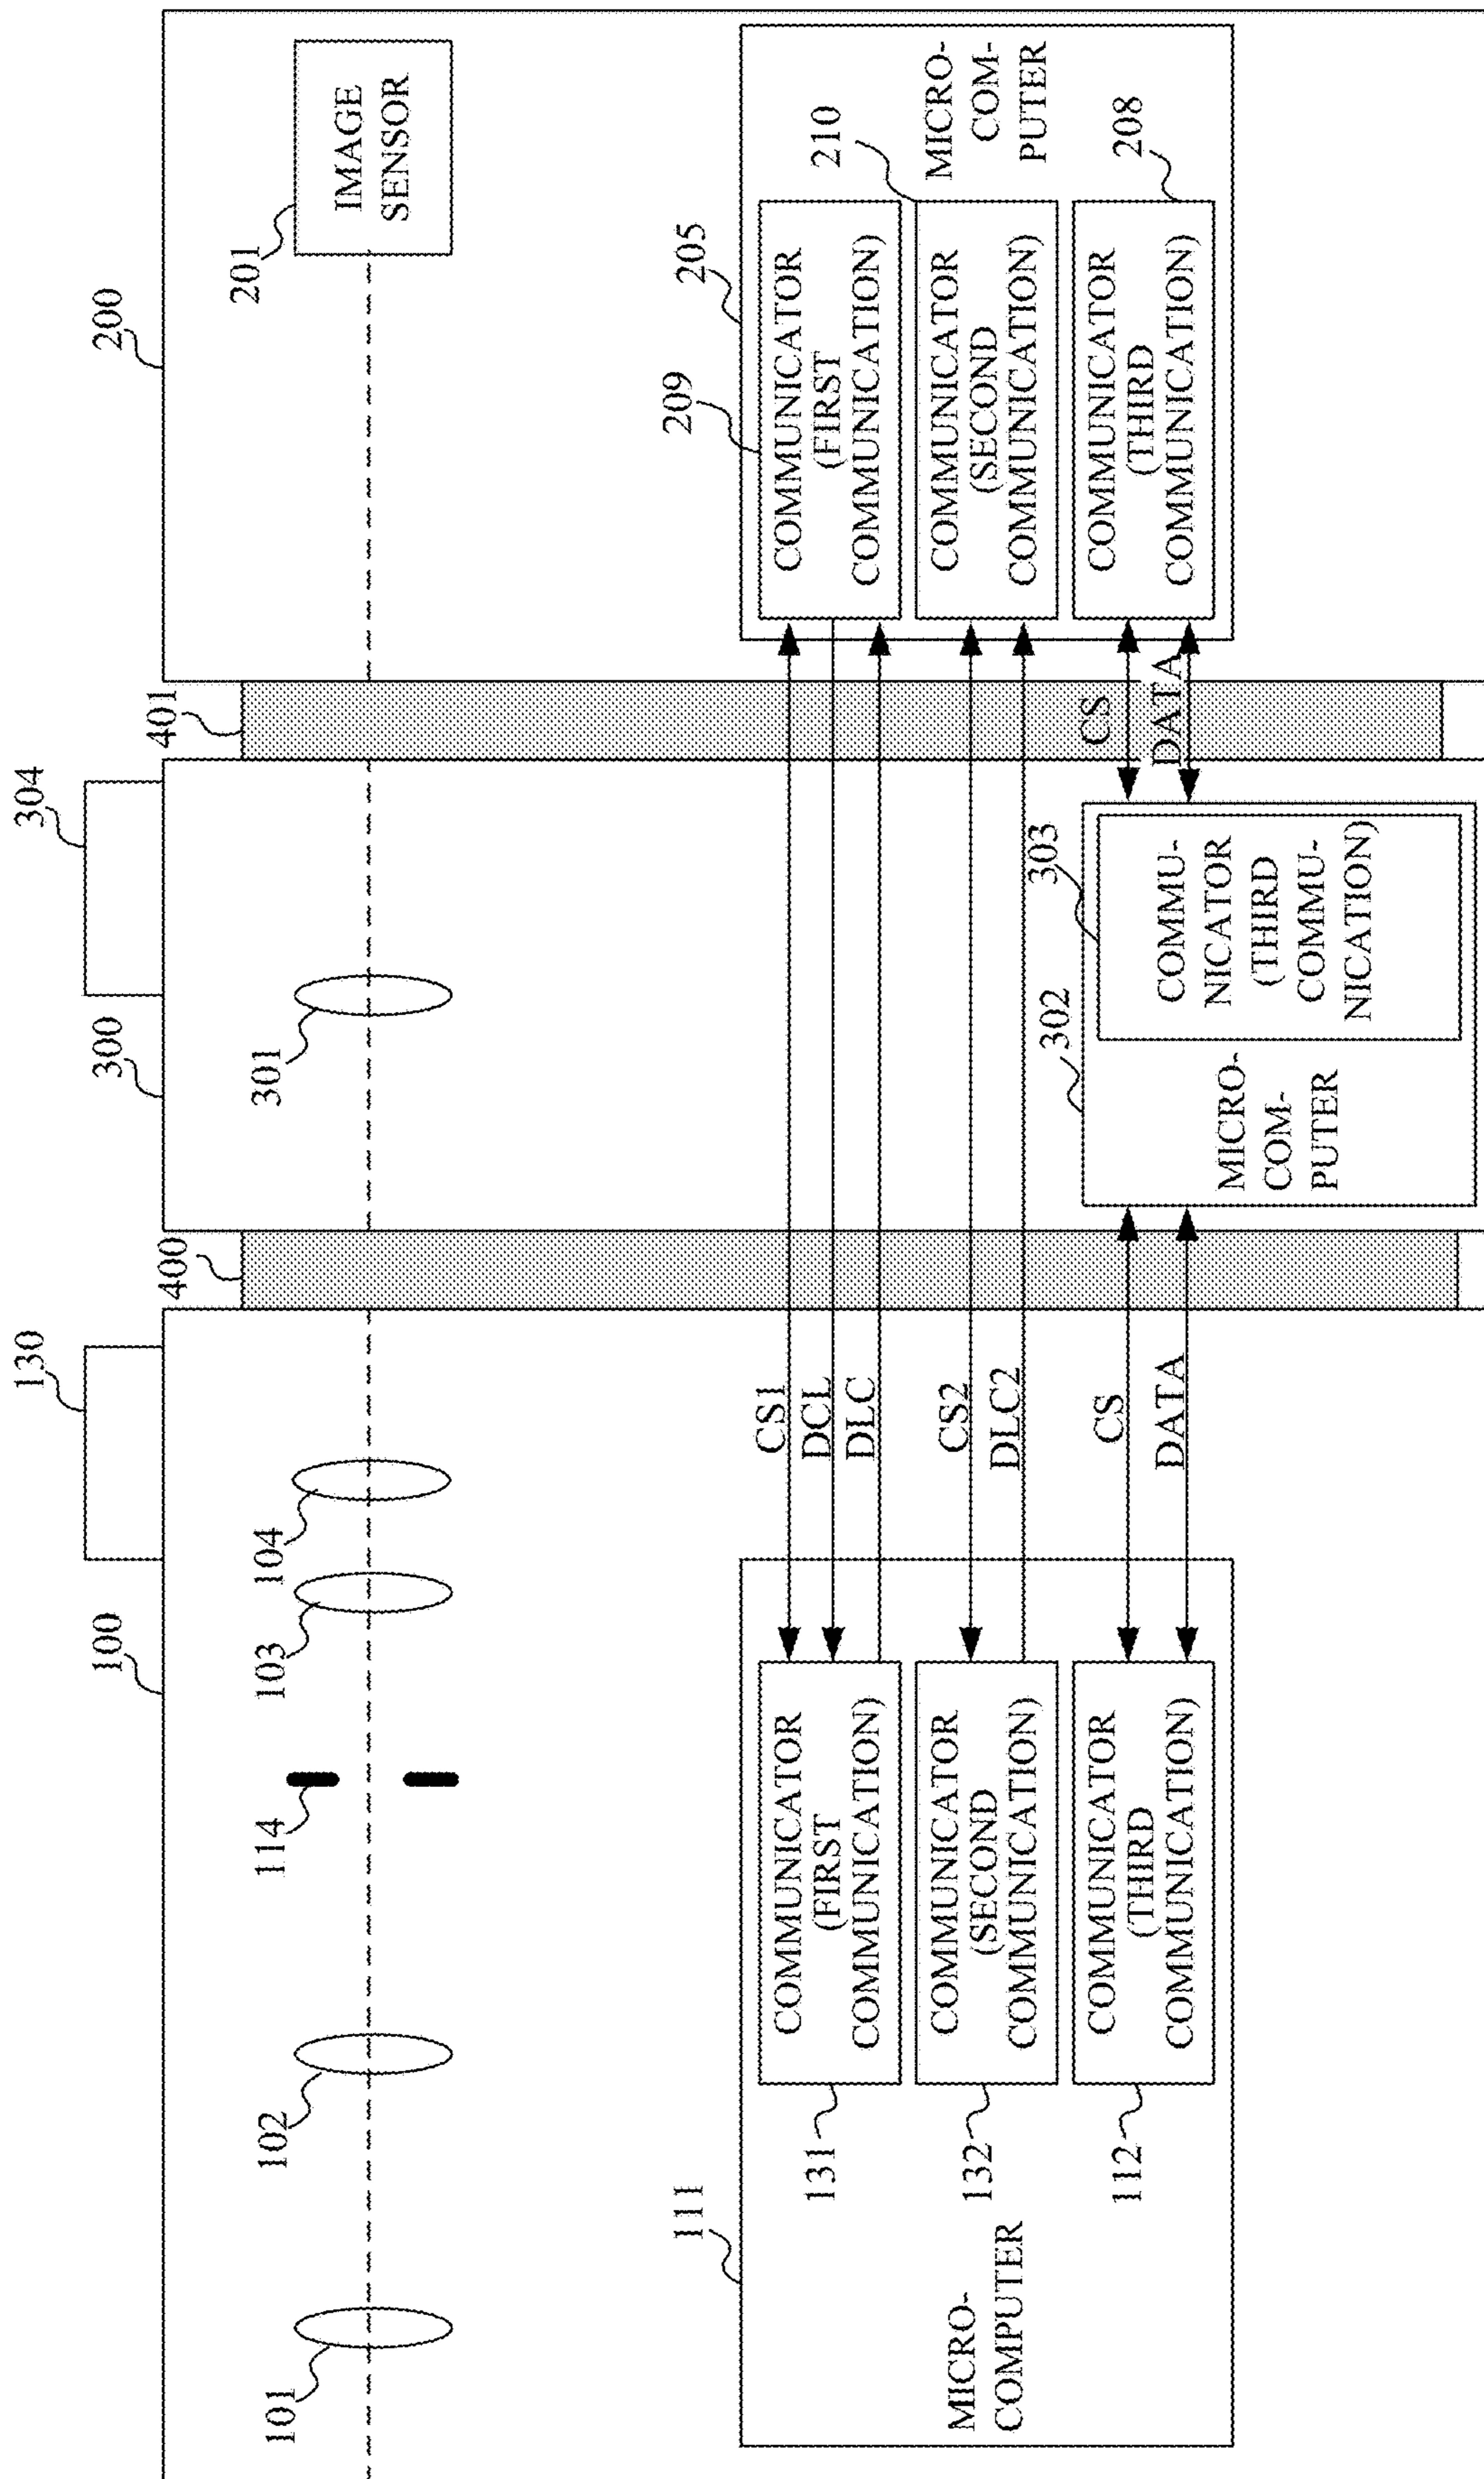 100
130
400
300
304
401
200
101
102
114
103
104
301
201
IMAGE
SENSOR
111
MICRO-
COMPUTER
131
COMMUNICATOR
(FIRST
COMMUNICATION)
132
COMMUNICATOR
(SECOND
COMMUNICATION)
112
COMMUNICATOR
(THIRD
COMMUNICATION)
CS1
DCL
DLC
CS2
DLC2
CS
DATA
302
MICRO-
COM-
PUTER
303
COMMU-
NICATOR
(THIRD
COMMU-
NICATION)
CS
DATA
205
209
COMMUNICATOR
(FIRST
COMMUNICATION)
210
COMMUNICATOR
(SECOND
COMMUNICATION)
208
COMMUNICATOR
(THIRD
COMMUNICATION)
MICRO-
COM-
PUTER